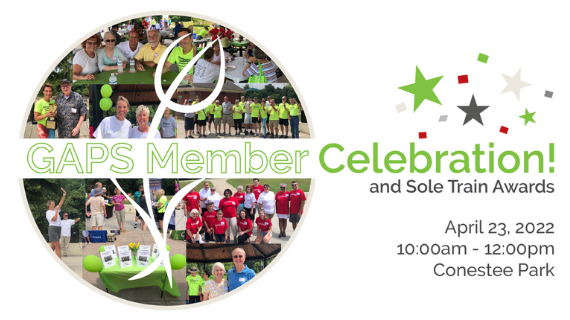 GAPS Member Celebration!
and Sole Train Awards
April 23, 2022
10:00am - 12:00pm
Conestee Park